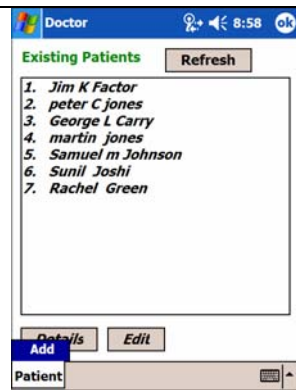 Doctor 8:58 ok
Existing Patients Refresh
1. Jim K Factor
2. peter C jones
3. George L Carry
4. martin jones
5. Samuel m Johnson
6. Sunil Joshi
7. Rachel Green
Details Edit
Add
Patient